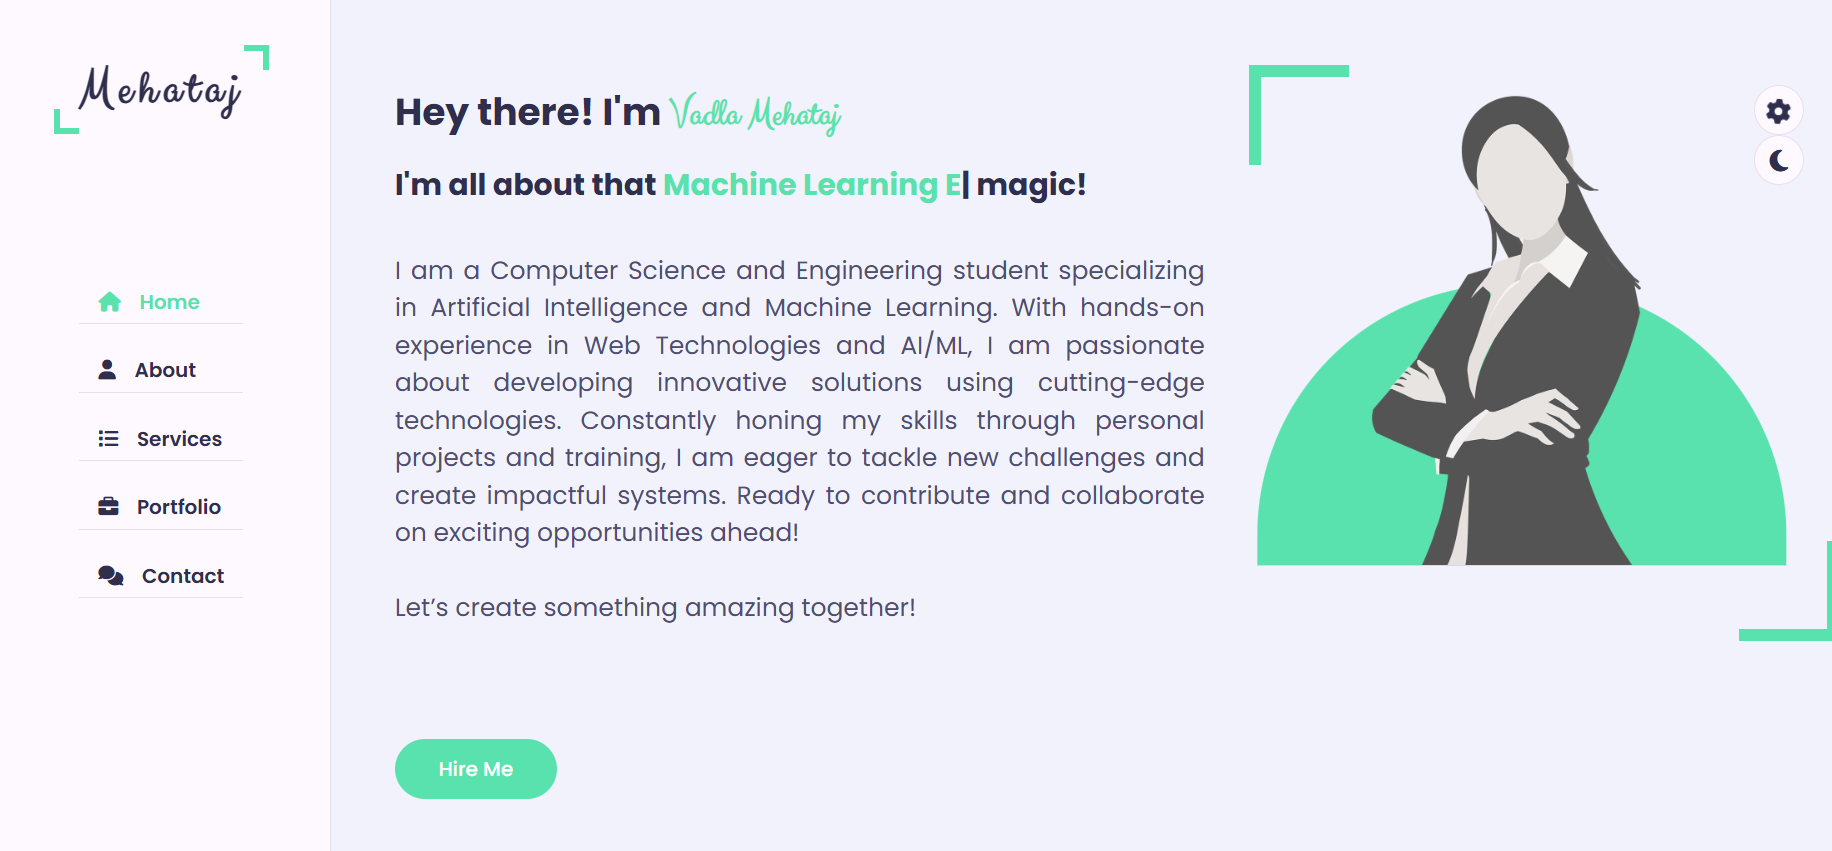 Mehataj
Home
About
Services
Portfolio
Contact
Hey there! I'm Vadla Mehataj
I'm all about that Machine Learning E| magic!
I am a Computer Science and Engineering student specializing
in Artificial Intelligence and Machine Learning. With hands-on
experience in Web Technologies and AI/ML, I am passionate
about developing innovative solutions using cutting-edge
technologies. Constantly honing my skills through personal
projects and training, I am eager to tackle new challenges and
create impactful systems. Ready to contribute and collaborate
on exciting opportunities ahead!
Let’s create something amazing together!
Hire Me